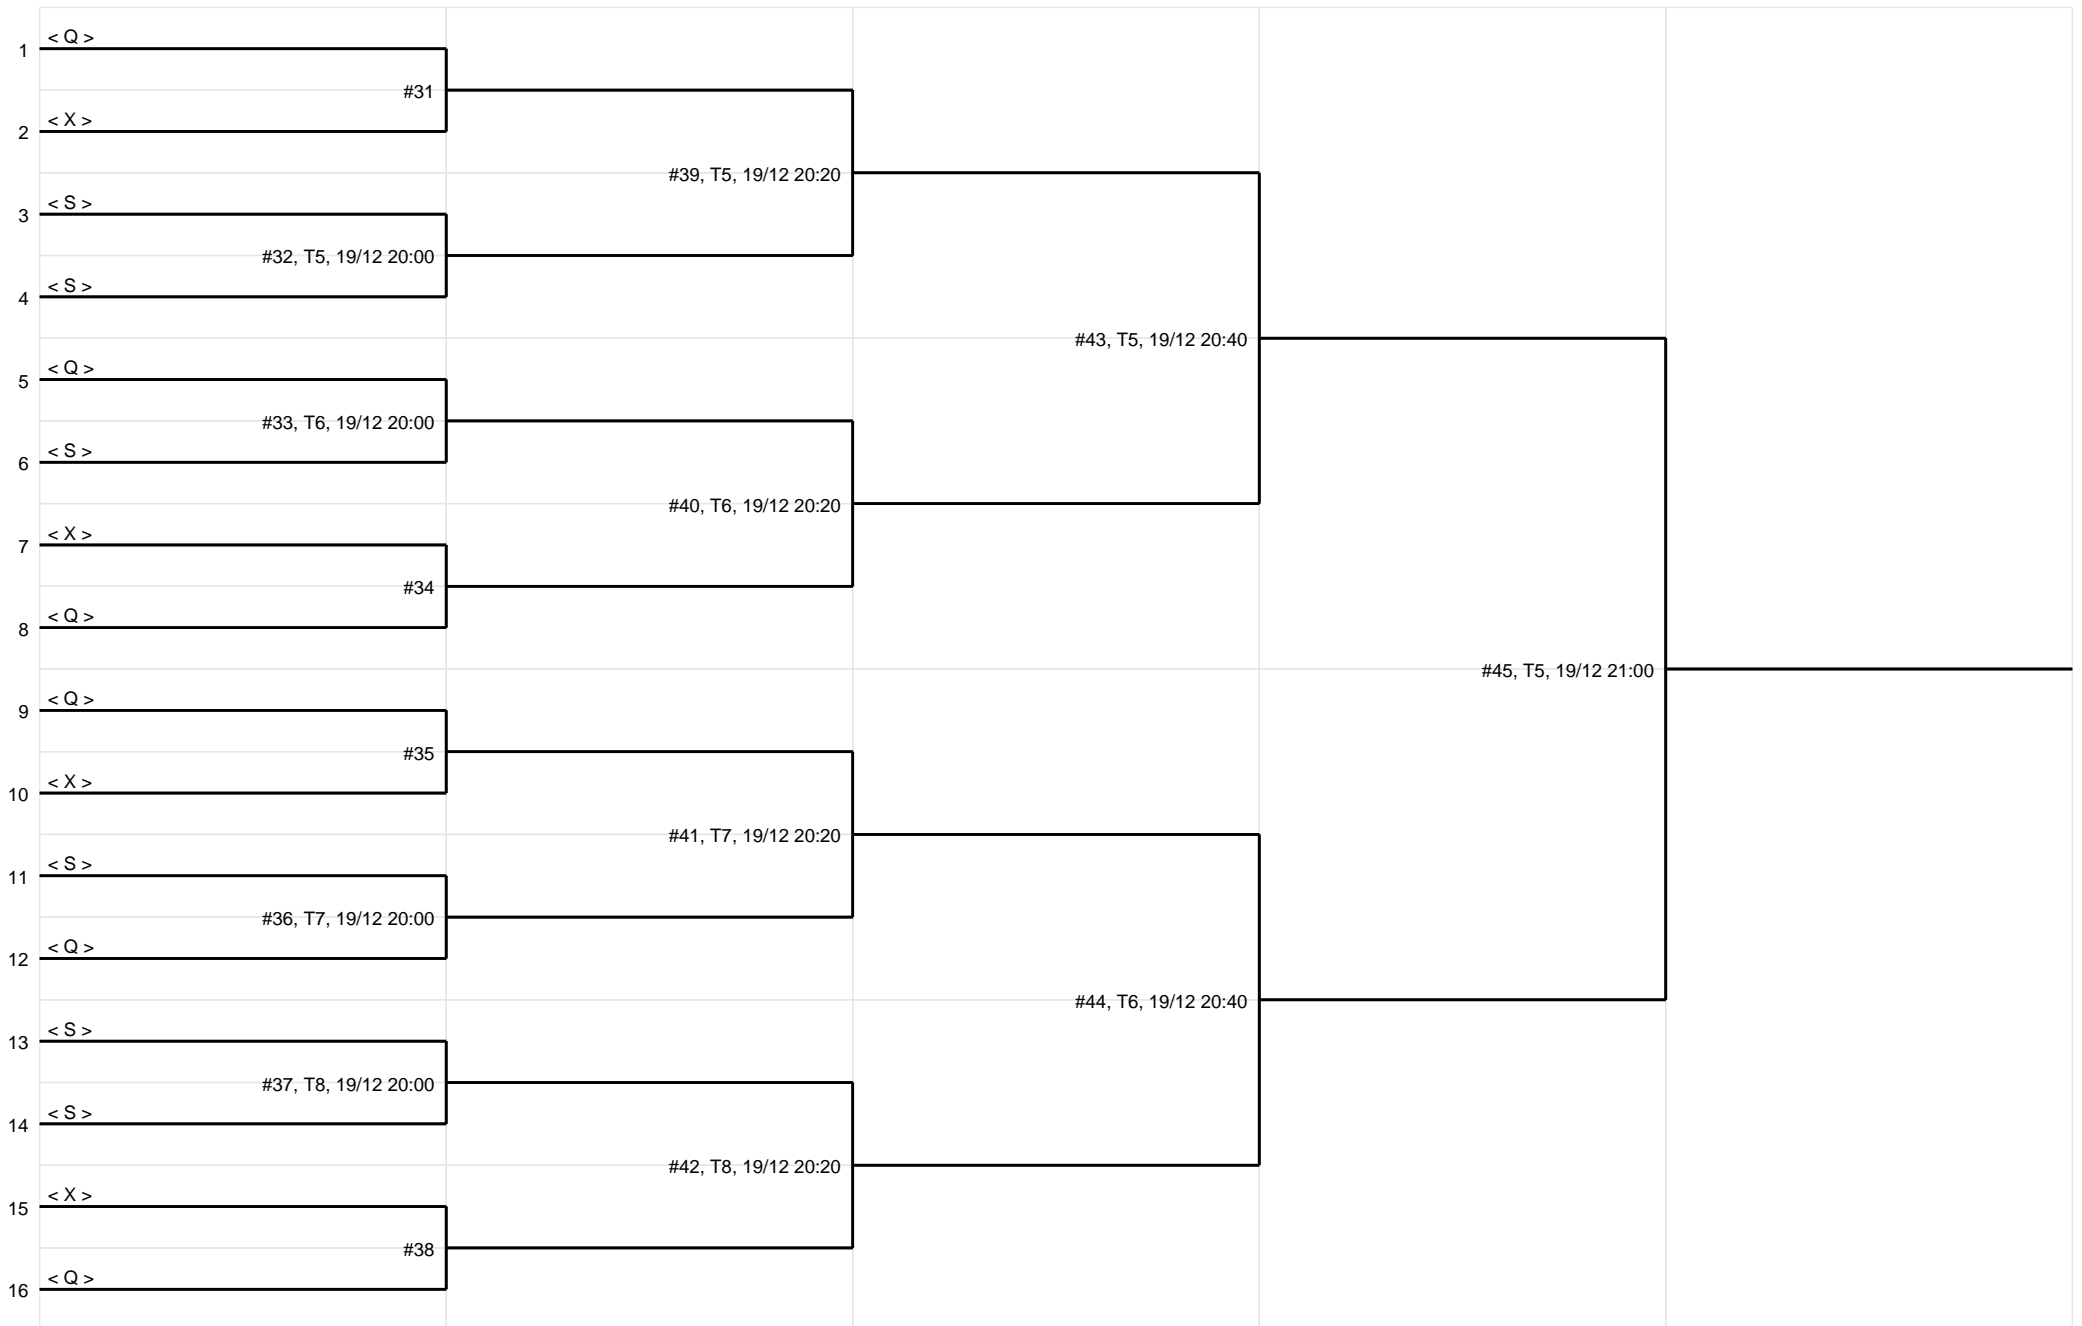 < Q >
1
#31
< X >
2
#39, T5, 19/12 20:20
< S >
3
#32, T5, 19/12 20:00
< S >
4
#43, T5, 19/12 20:40
< Q >
5
#33, T6, 19/12 20:00
< S >
6
#40, T6, 19/12 20:20
< X >
7
#34
< Q >
8
#45, T5, 19/12 21:00
< Q >
9
#35
< X >
10
#41, T7, 19/12 20:20
< S >
11
#36, T7, 19/12 20:00
< Q >
12
#44, T6, 19/12 20:40
< S >
13
#37, T8, 19/12 20:00
< S >
14
#42, T8, 19/12 20:20
< X >
15
#38
< Q >
16